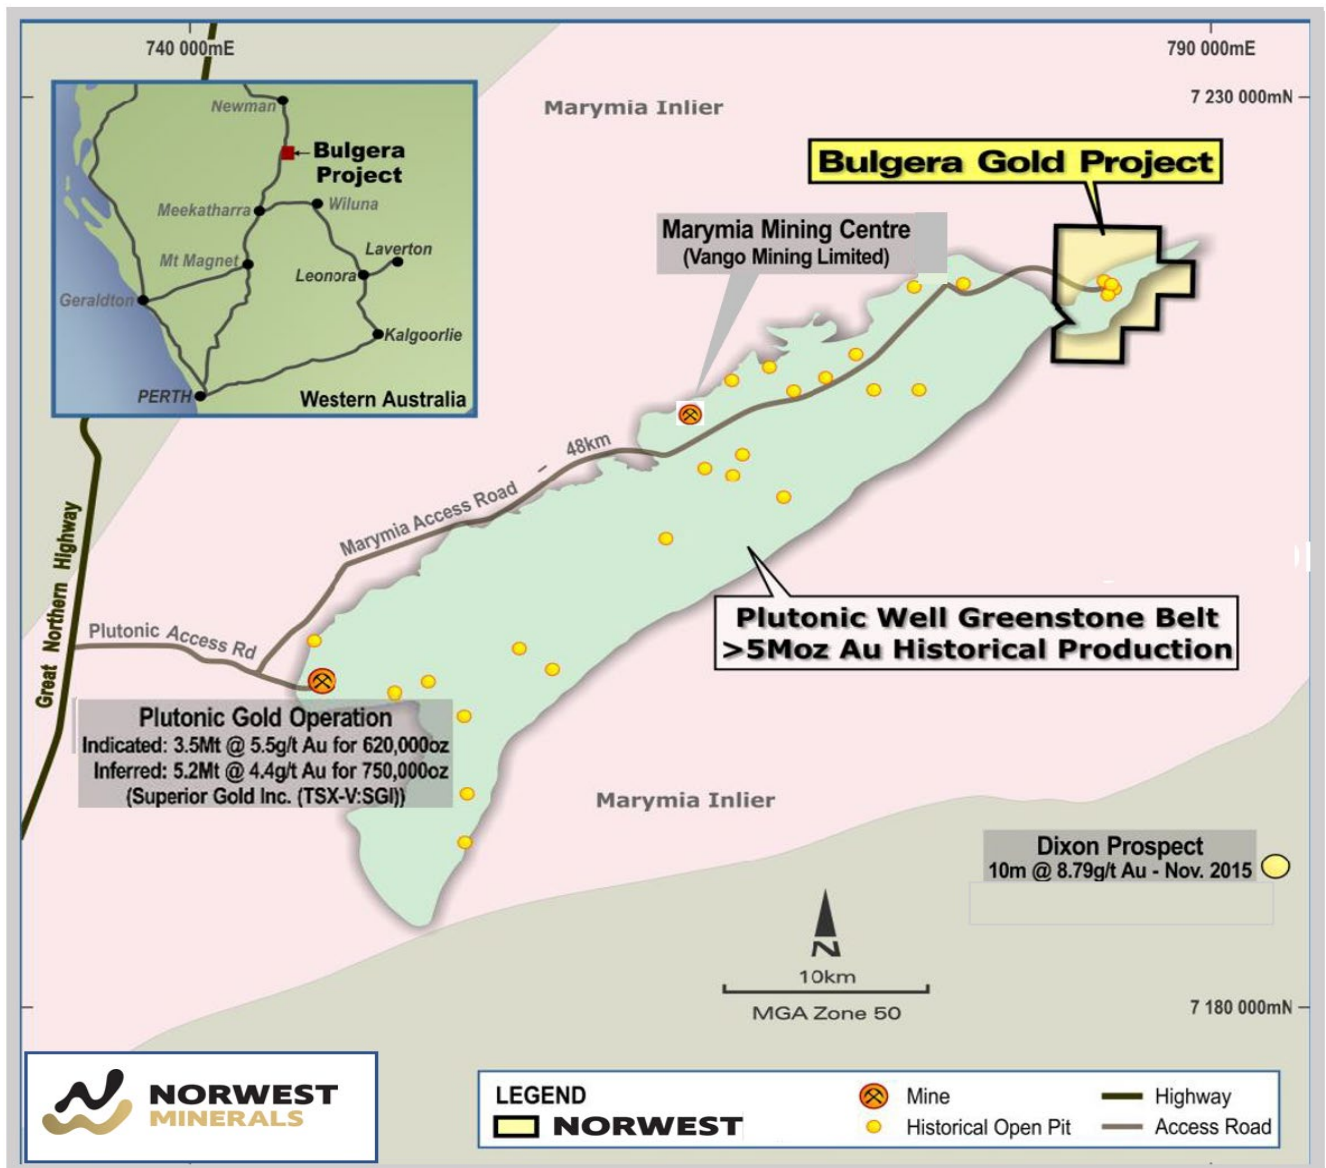 740 000mE
790 000mE
7 230 000mN
Marymia Inlier
Newman
Bulgera
Project
Meekatharra
Wiluna
Mt Magnet
Laverton
Leonora
Geraldton
Kalgoorlie
PERTH
Western Australia
Bulgera Gold Project
Marymia Mining Centre
(Vango Mining Limited)
48km
Marymia Access Road
Great Northern Highway
Plutonic Access Rd
Plutonic Well Greenstone Belt
>5Moz Au Historical Production
Plutonic Gold Operation
Indicated: 3.5Mt @ 5.5g/t Au for 620,000oz
Inferred: 5.2Mt @ 4.4g/t Au for 750,000oz
(Superior Gold Inc. (TSX-V:SGI))
Marymia Inlier
Dixon Prospect
10m @ 8.79g/t Au - Nov. 2015
N
10km
MGA Zone 50
7 180 000mN
NORWEST
MINERALS
LEGEND
NORWEST
Mine
Historical Open Pit
Highway
Access Road